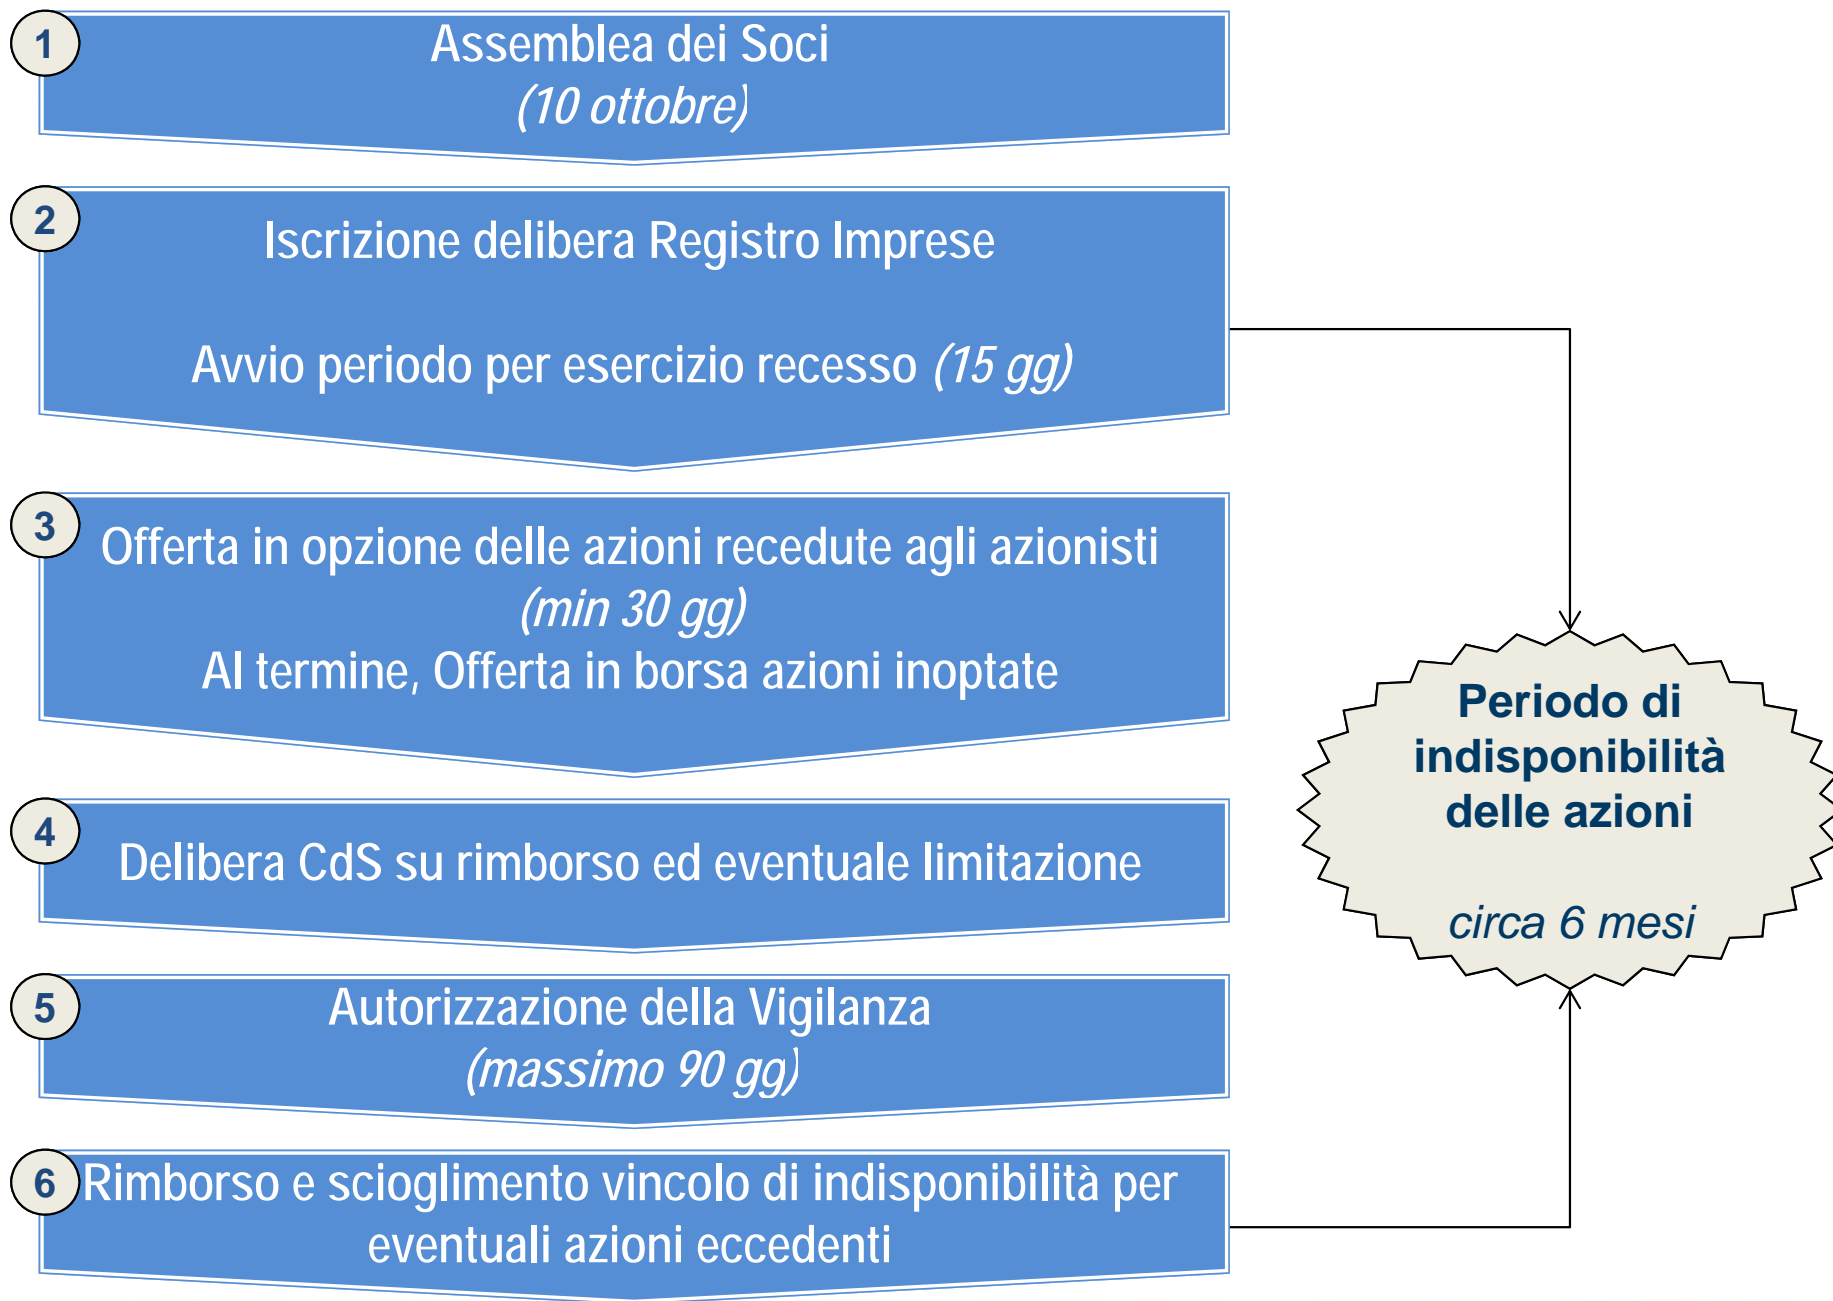 1
Assemblea dei Soci
(10 ottobre)
2
Iscrizione delibera Registro Imprese
Avvio periodo per esercizio recesso (15 gg)
3
Offerta in opzione delle azioni recedute agli azionisti
(min 30 gg)
Al termine, Offerta in borsa azioni inoptate
4
Delibera CdS su rimborso ed eventuale limitazione
5
Autorizzazione della Vigilanza
(massimo 90 gg)
6
Rimborso e scioglimento vincolo di indisponibilità per
eventuali azioni eccedenti
Periodo di
indisponibilità
delle azioni
circa 6 mesi